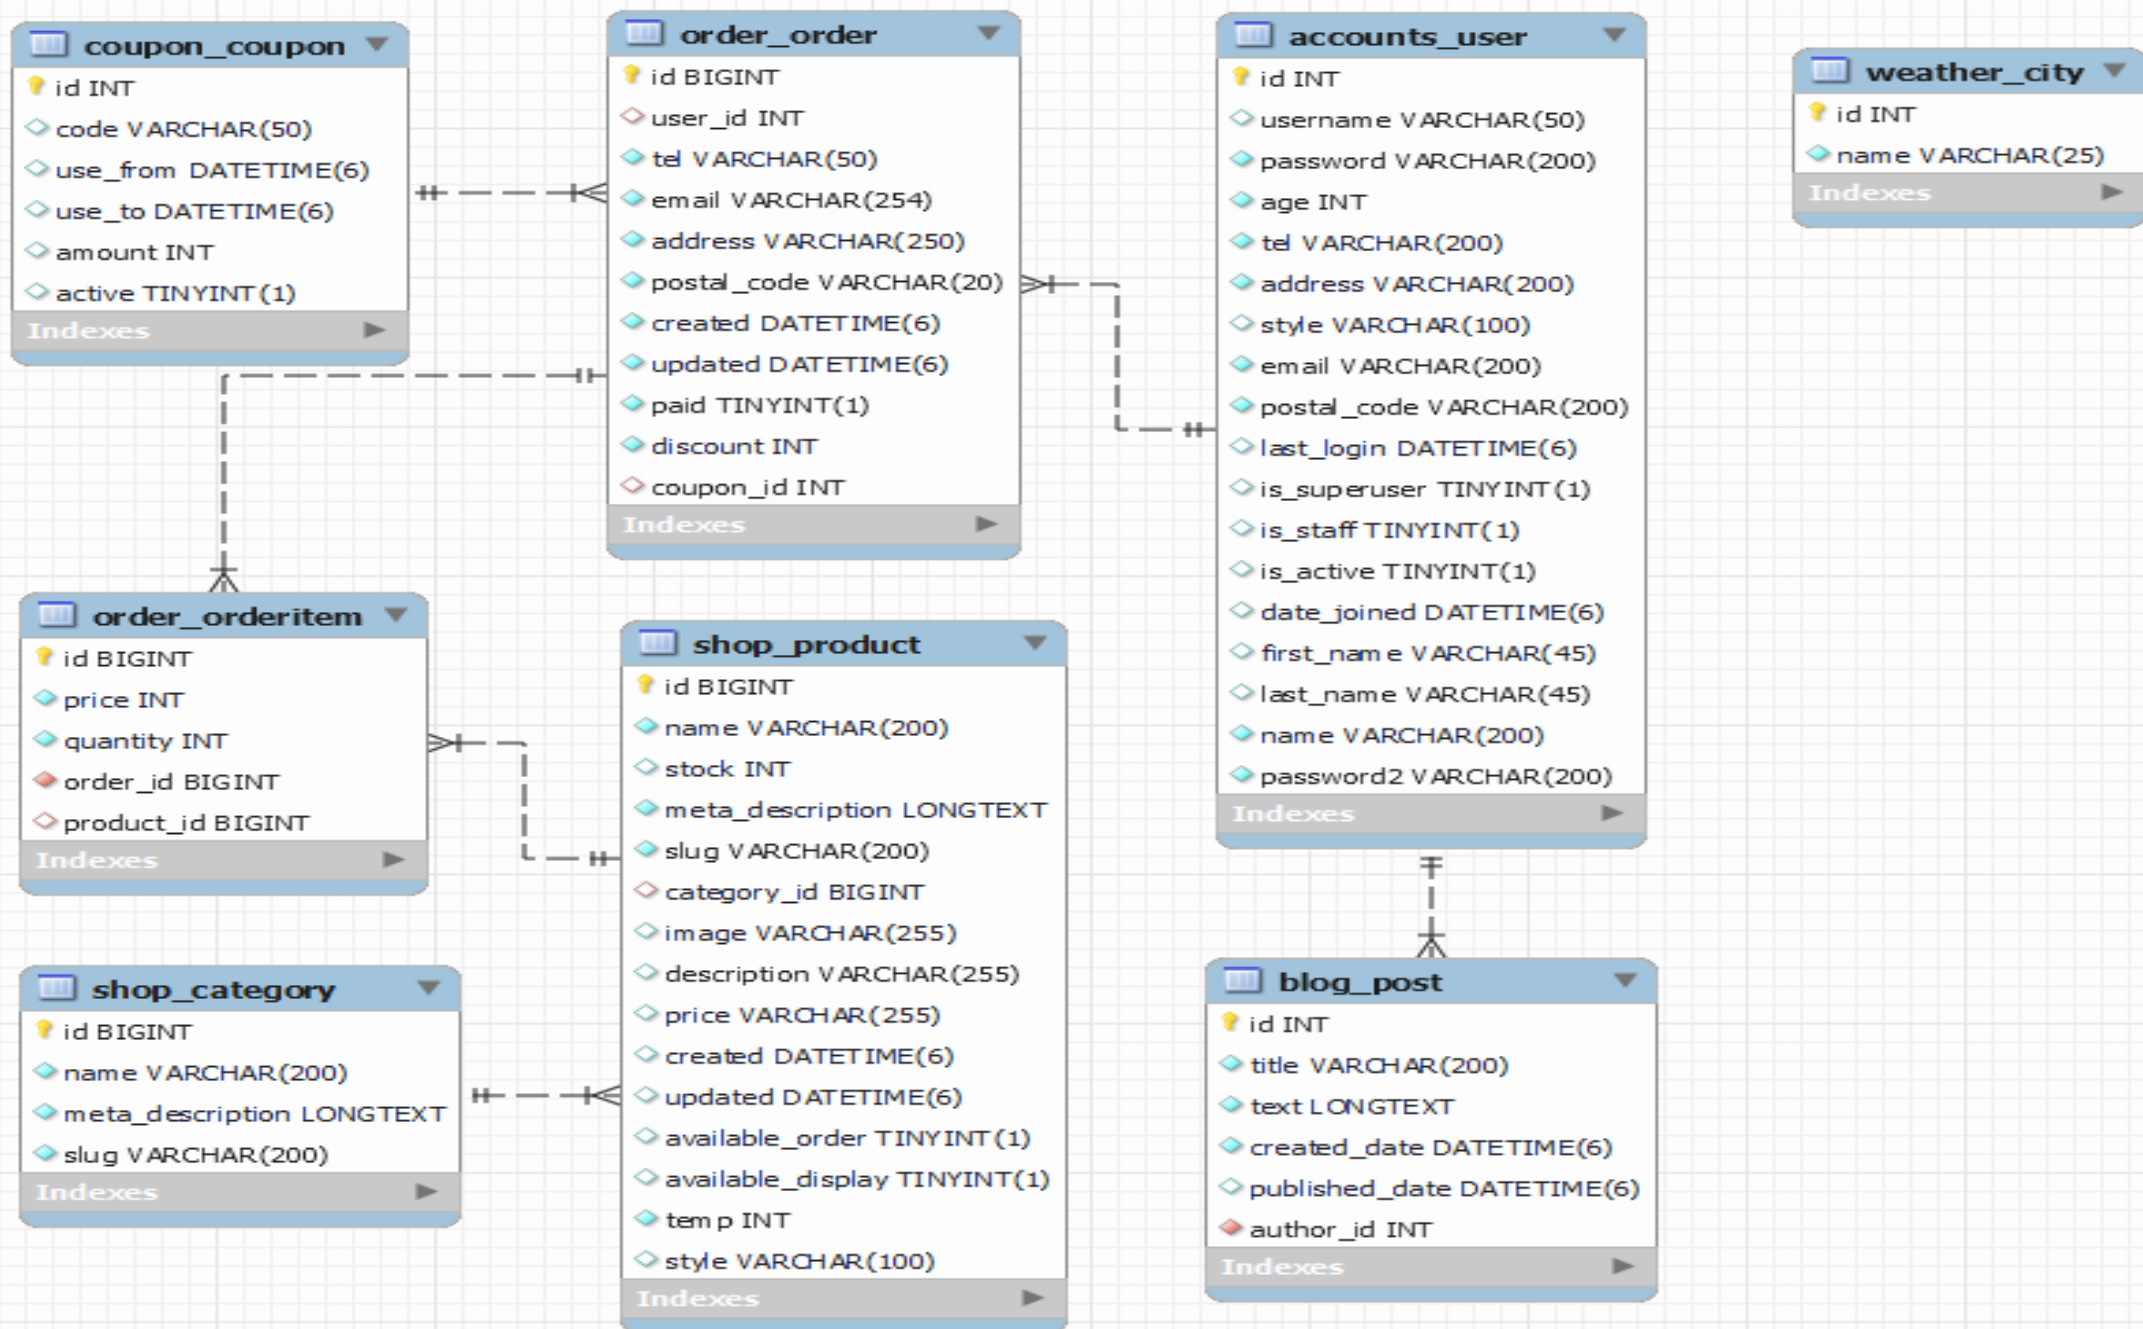 coupon_coupon
id INT
code VARCHAR(50)
use_from DATETIME(6)
use_to DATETIME(6)
amount INT
active TINYINT(1)
Indexes
order_order
id BIGINT
user_id INT
tel VARCHAR(50)
email VARCHAR(254)
address VARCHAR(250)
postal_code VARCHAR(20)
created DATETIME(6)
updated DATETIME(6)
paid TINYINT(1)
discount INT
coupon_id INT
Indexes
accounts_user
id INT
username VARCHAR(50)
password VARCHAR(200)
age INT
tel VARCHAR(200)
address VARCHAR(200)
style VARCHAR(100)
email VARCHAR(200)
postal_code VARCHAR(200)
last_login DATETIME(6)
is_superuser TINYINT(1)
is_staff TINYINT(1)
is_active TINYINT(1)
date_joined DATETIME(6)
first_name VARCHAR(45)
last_name VARCHAR(45)
name VARCHAR(200)
password2 VARCHAR(200)
Indexes
weather_city
id INT
name VARCHAR(25)
Indexes
order_orderitem
id BIGINT
price INT
quantity INT
order_id BIGINT
product_id BIGINT
Indexes
shop_product
id BIGINT
name VARCHAR(200)
stock INT
meta_description LONGTEXT
slug VARCHAR(200)
category_id BIGINT
image VARCHAR(255)
description VARCHAR(255)
price VARCHAR(255)
created DATETIME(6)
updated DATETIME(6)
available_order TINYINT(1)
available_display TINYINT(1)
temp INT
style VARCHAR(100)
Indexes
shop_category
id BIGINT
name VARCHAR(200)
meta_description LONGTEXT
slug VARCHAR(200)
Indexes
blog_post
id INT
title VARCHAR(200)
text LONGTEXT
created_date DATETIME(6)
published_date DATETIME(6)
author_id INT
Indexes